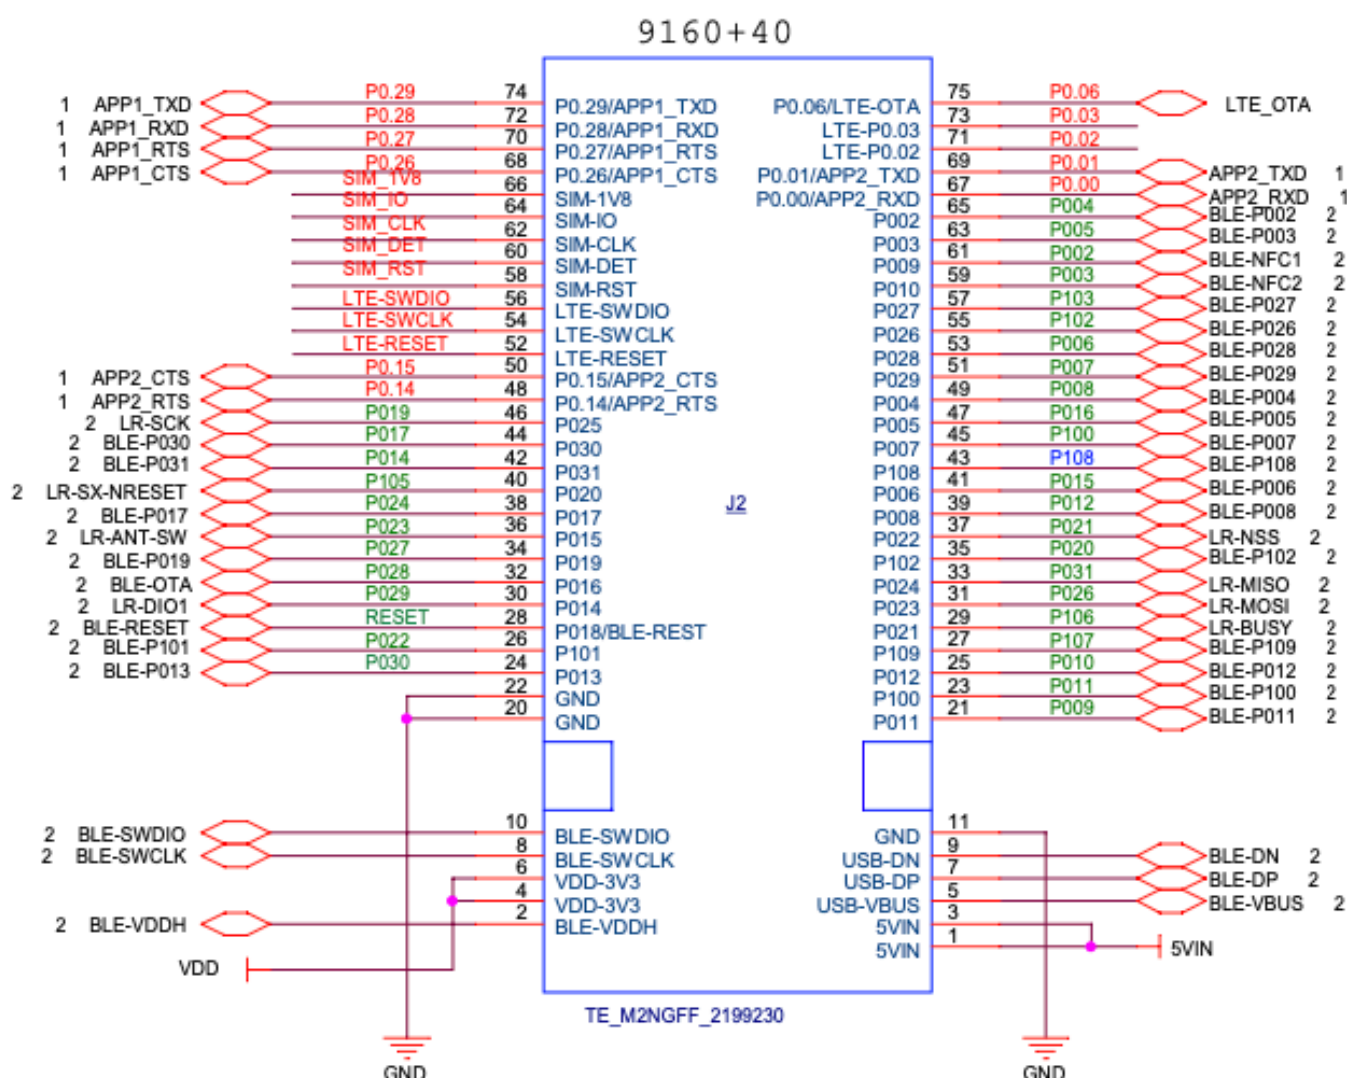 9160+40
1 APP1_TXD P0.29 74 P0.29/APP1_TXD P0.06/LTE-OTA 75 P0.06 LTE_OTA
1 APP1_RXD P0.28 72 P0.28/APP1_RXD LTE-P0.03 73 P0.03
1 APP1_RTS P0.27 70 P0.27/APP1_RTS LTE-P0.02 71 P0.02
1 APP1_CTS P0.26 68 P0.26/APP1_CTS P0.01/APP2_TXD 69 P0.01 APP2_TXD 1
SIM_1V8 66 SIM-1V8 P0.00/APP2_RXD 67 P0.00 APP2_RXD 1
SIM_IO 64 SIM-IO P002 65 P004 BLE-P002 2
SIM_CLK 62 SIM-CLK P003 63 P005 BLE-P003 2
SIM_DET 60 SIM-DET P009 61 P002 BLE-NFC1 2
SIM_RST 58 SIM-RST P010 59 P003 BLE-NFC2 2
LTE-SWDIO 56 LTE-SWDIO P027 57 P103 BLE-P027 2
LTE-SWCLK 54 LTE-SWCLK P026 55 P102 BLE-P026 2
LTE-RESET 52 LTE-RESET P028 53 P006 BLE-P028 2
1 APP2_CTS P0.15 50 P0.15/APP2_CTS P029 51 P007 BLE-P029 2
1 APP2_RTS P0.14 48 P0.14/APP2_RTS P004 49 P008 BLE-P004 2
2 LR-SCK P019 46 P025 P005 47 P016 BLE-P005 2
2 BLE-P030 P017 44 P030 P007 45 P100 BLE-P007 2
2 BLE-P031 P014 42 P031 P108 43 P108 BLE-P108 2
2 LR-SX-NRESET P105 40 P020 P006 41 P015 BLE-P006 2
2 BLE-P017 P024 38 P017 P008 39 P012 BLE-P008 2
2 LR-ANT-SW P023 36 P015 P022 37 P021 LR-NSS 2
2 BLE-P019 P027 34 P019 P102 35 P020 BLE-P102 2
2 BLE-OTA P028 32 P016 P024 33 P031 LR-MISO 2
2 LR-DIO1 P029 30 P014 P023 31 P026 LR-MOSI 2
2 BLE-RESET RESET 28 P018/BLE-REST P021 29 P106 LR-BUSY 2
2 BLE-P101 P022 26 P101 P109 27 P107 BLE-P109 2
2 BLE-P013 P030 24 P013 P012 25 P010 BLE-P012 2
22 GND P100 23 P011 BLE-P100 2
20 GND P011 21 P009 BLE-P011 2
J2
2 BLE-SWDIO 10 BLE-SWDIO GND 11
2 BLE-SWCLK 8 BLE-SWCLK USB-DN 9 BLE-DN 2
6 VDD-3V3 USB-DP 7 BLE-DP 2
4 VDD-3V3 USB-VBUS 5 BLE-VBUS 2
2 BLE-VDDH 2 BLE-VDDH 5VIN 3
VDD 5VIN 1 5VIN
TE_M2NGFF_2199230
GND GND